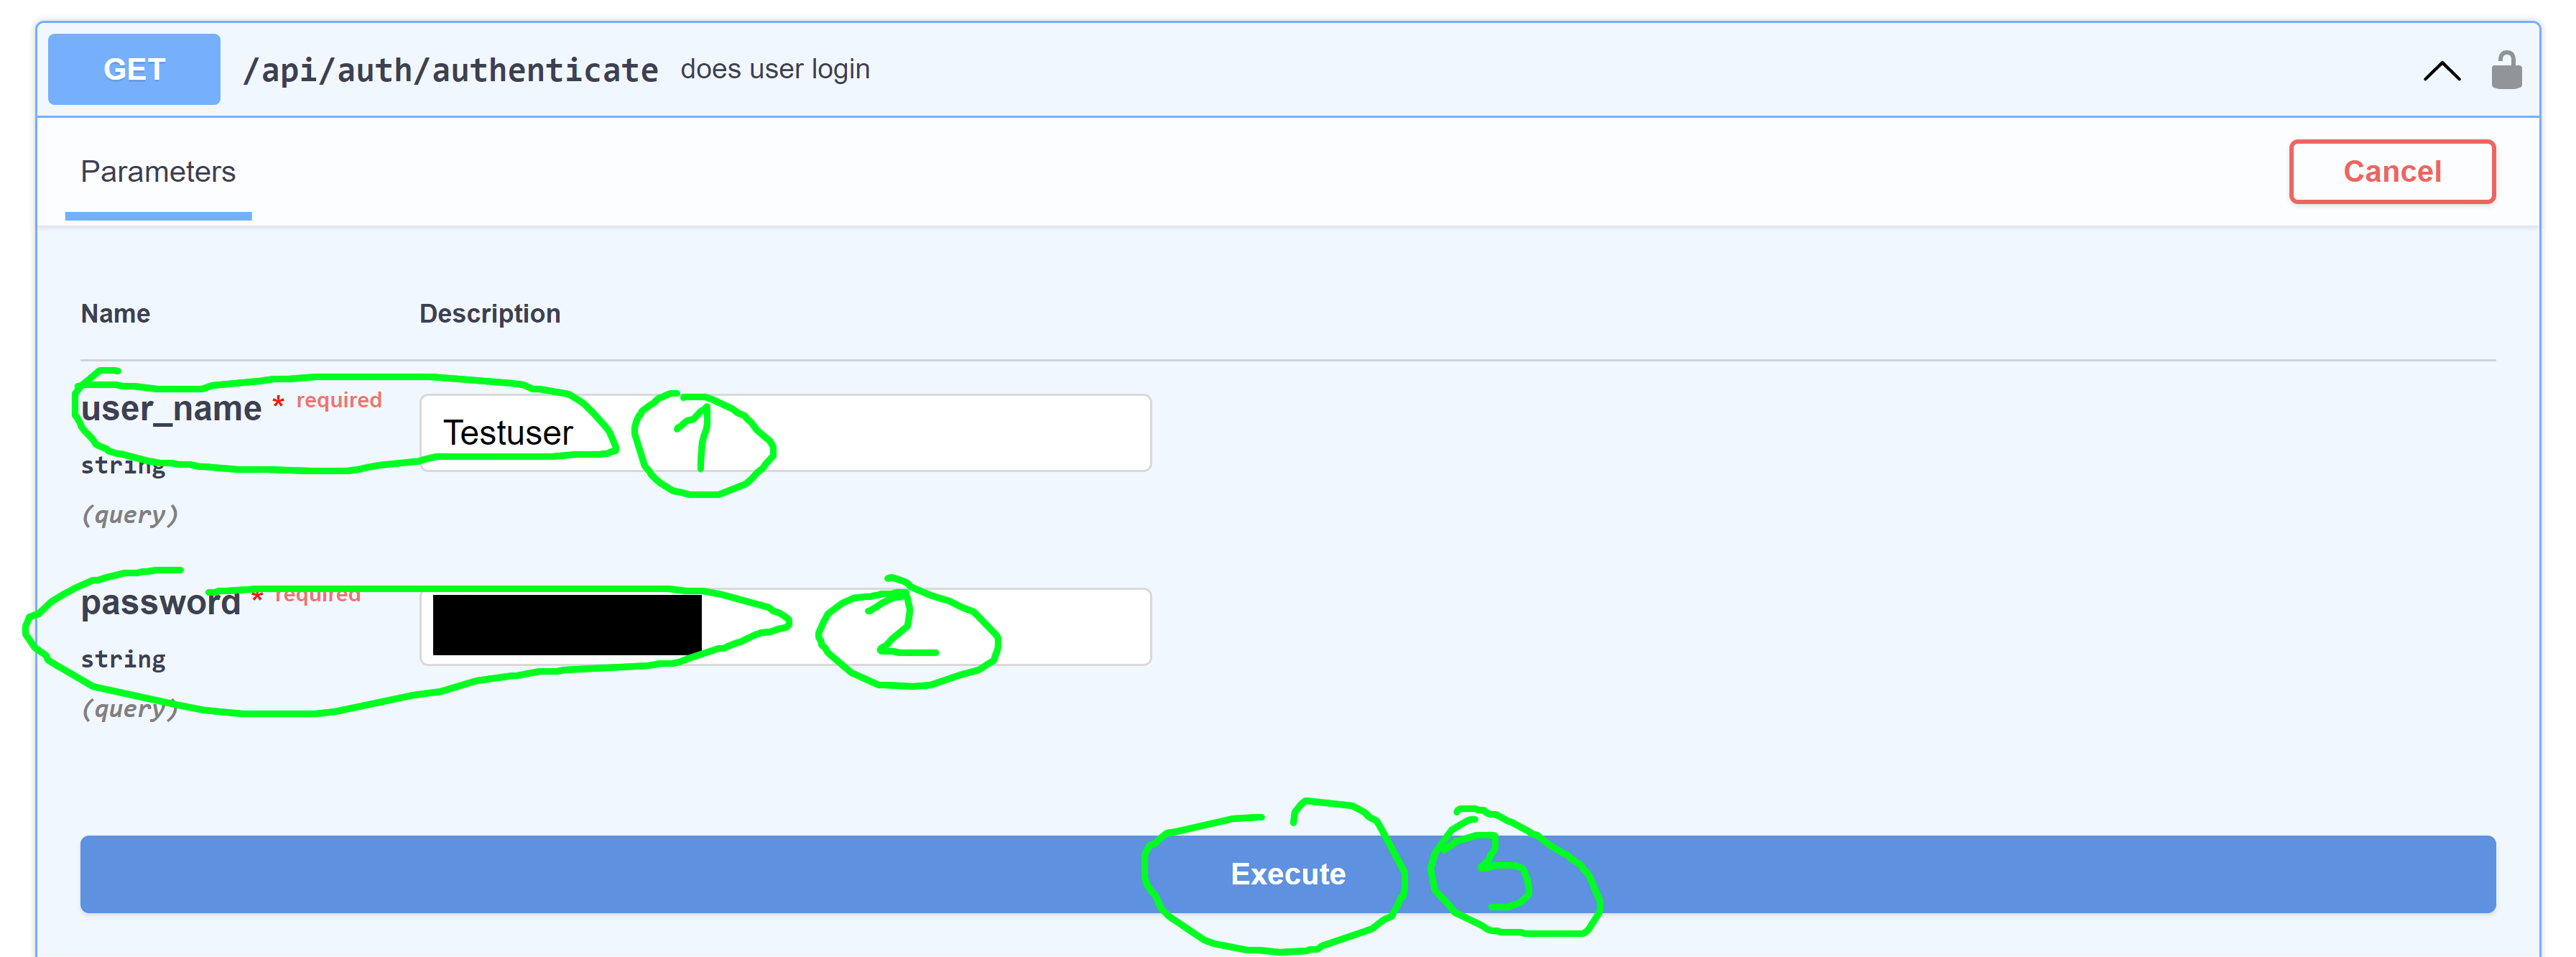 GET /api/auth/authenticate does user login
Parameters
Cancel
Name Description
user_name * required
Testuser
1
string
(query)
password * required
2
string
(query)
Execute
3